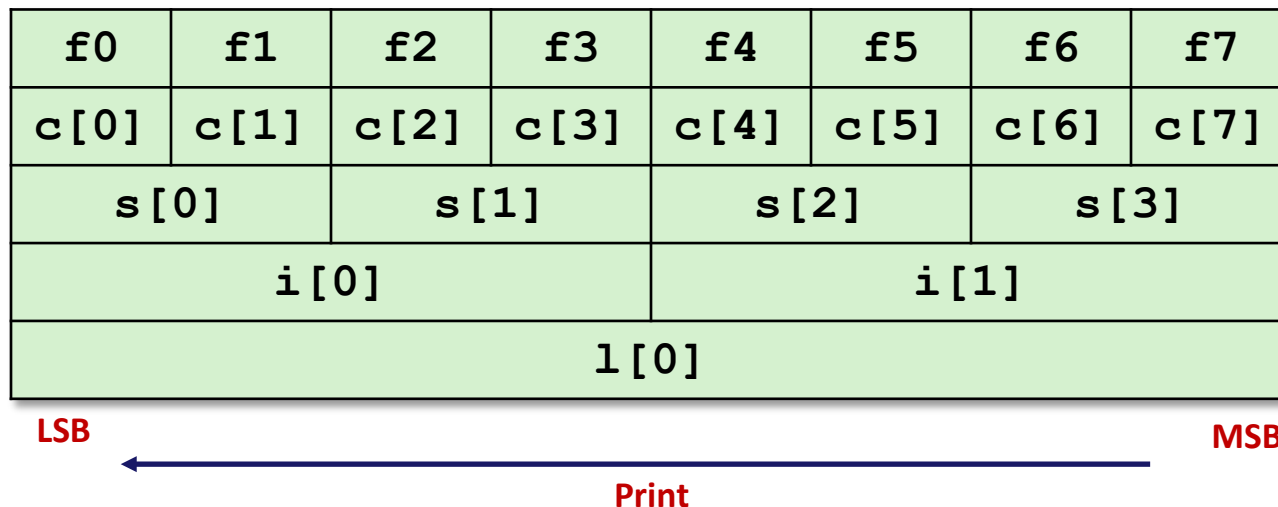 f0 f1 f2 f3 f4 f5 f6 f7
c[0] c[1] c[2] c[3] c[4] c[5] c[6] c[7]
s[0] s[1] s[2] s[3]
i[0] i[1]
l[0]
LSB MSB
Print